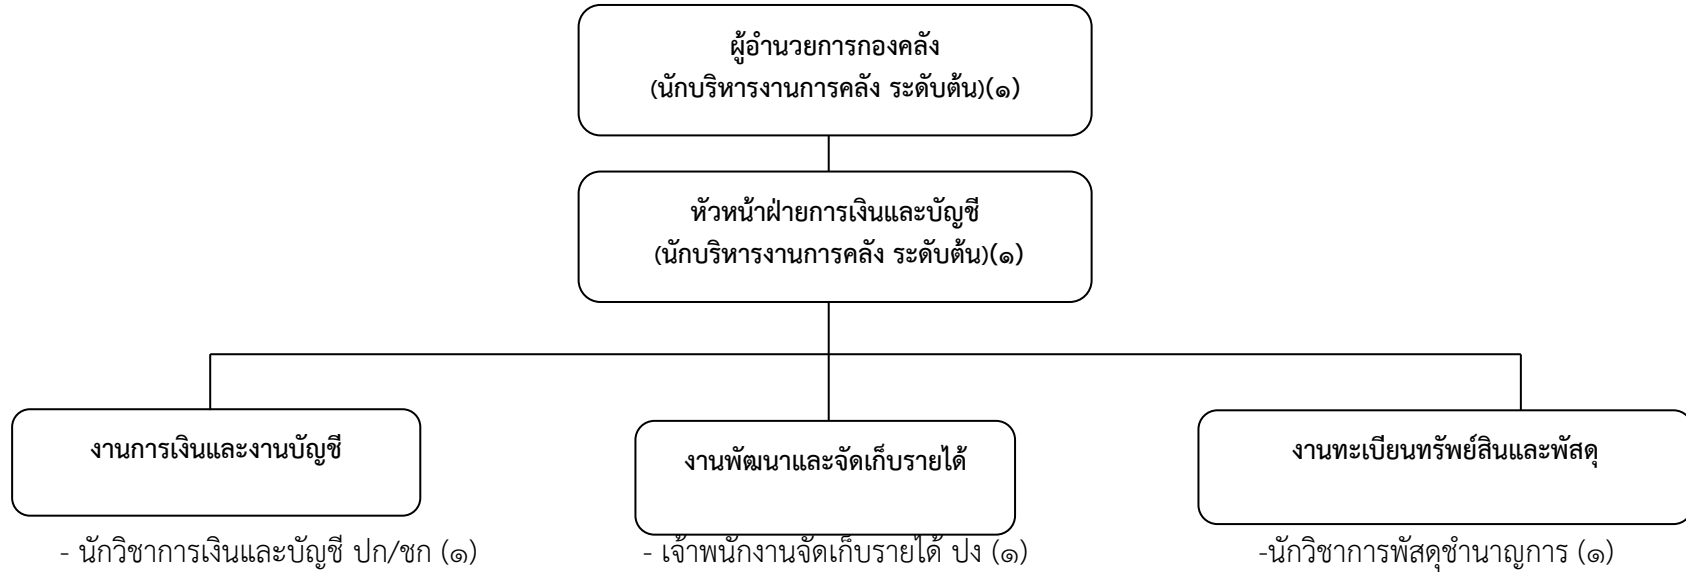 ผู้อำนวยการกองคลัง
(นักบริหารงานการคลัง ระดับต้น)(๑)
หัวหน้าฝ่ายการเงินและบัญชี
(นักบริหารงานการคลัง ระดับต้น)(๑)
งานการเงินและงานบัญชี
งานพัฒนาและจัดเก็บรายได้
งานทะเบียนทรัพย์สินและพัสดุ
- นักวิชาการเงินและบัญชี ปก/ชก (๑)
- เจ้าพนักงานจัดเก็บรายได้ ปง (๑)
-นักวิชาการพัสดุชำนาญการ (๑)